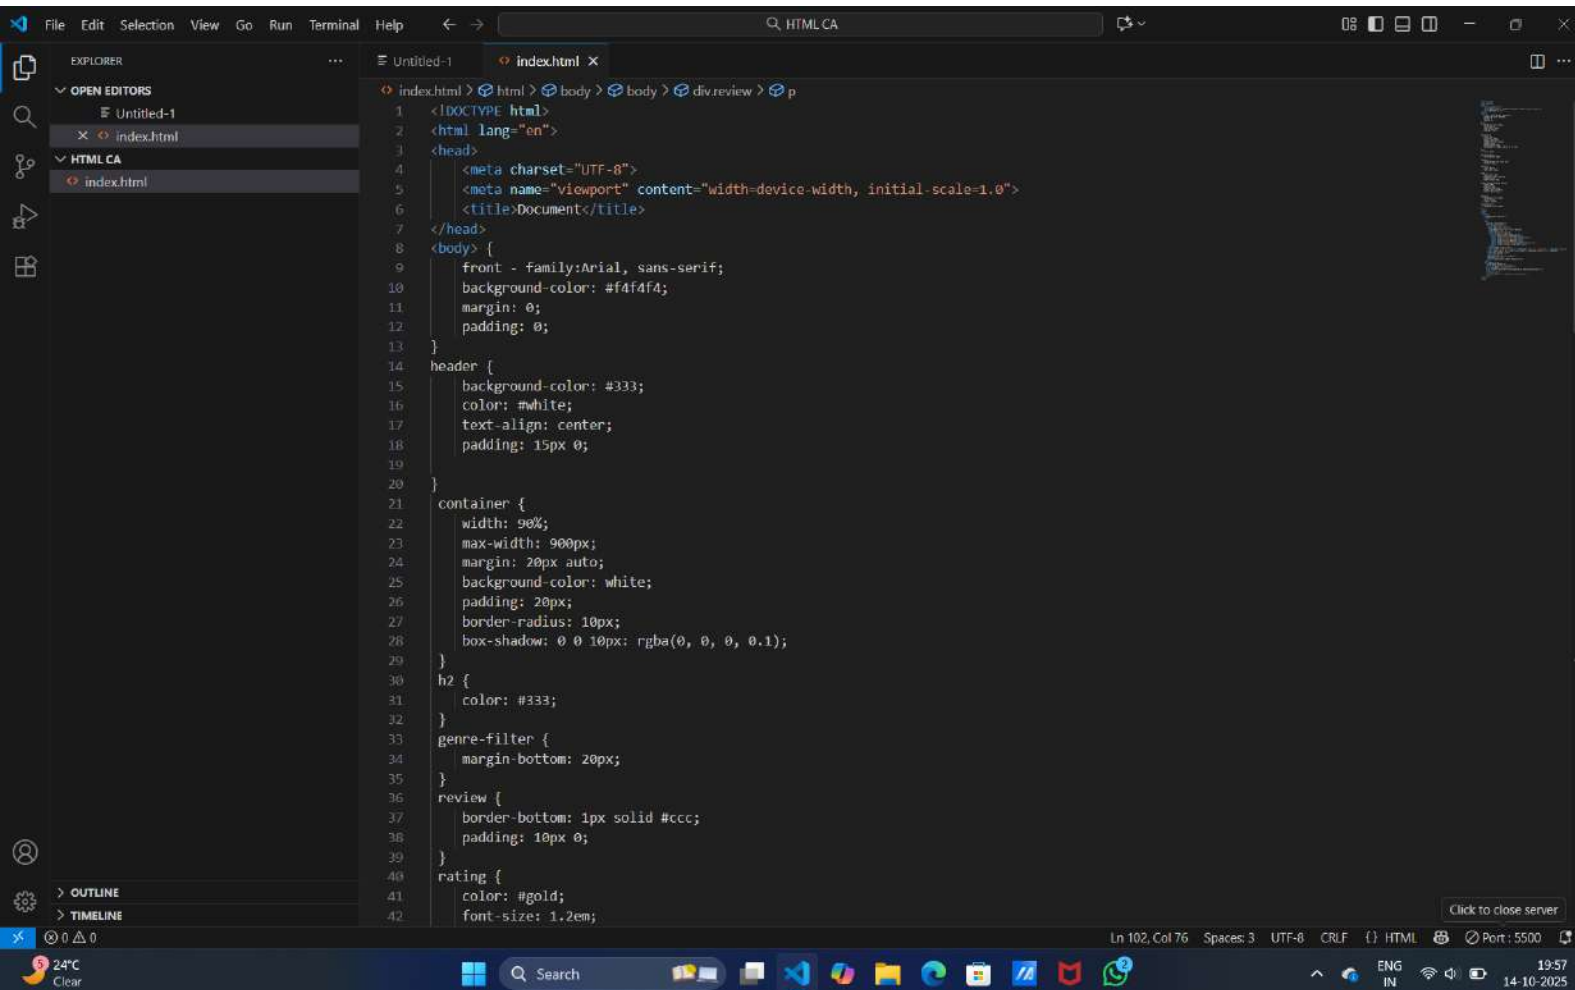 File Edit Selection View Go Run Terminal Help
HTML CA
EXPLORER
OPEN EDITORS
Untitled-1
index.html
HTML CA
index.html
OUTLINE
TIMELINE
Untitled-1
index.html
index.html > html > body > body > div.review > p
1 <!DOCTYPE html>
2 <html lang="en">
3 <head>
4 <meta charset="UTF-8">
5 <meta name="viewport" content="width=device-width, initial-scale=1.0">
6 <title>Document</title>
7 </head>
8 <body> {
9 front - family:Arial, sans-serif;
10 background-color: #f4f4f4;
11 margin: 0;
12 padding: 0;
13 }
14 header {
15 background-color: #333;
16 color: #white;
17 text-align: center;
18 padding: 15px 0;
19
20 }
21 container {
22 width: 90%;
23 max-width: 900px;
24 margin: 20px auto;
25 background-color: white;
26 padding: 20px;
27 border-radius: 10px;
28 box-shadow: 0 0 10px: rgba(0, 0, 0, 0.1);
29 }
30 h2 {
31 color: #333;
32 }
33 genre-filter {
34 margin-bottom: 20px;
35 }
36 review {
37 border-bottom: 1px solid #ccc;
38 padding: 10px 0;
39 }
40 rating {
41 color: #gold;
42 font-size: 1.2em;
Click to close server
0 0
Ln 102, Col 76 Spaces: 3 UTF-8 CRLF {} HTML Port : 5500
5
24°C
Clear
Search
2
ENG
IN
19:57
14-10-2025